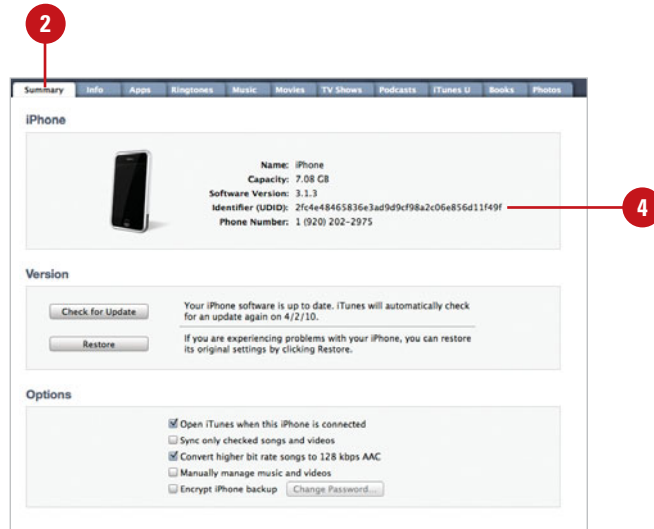 2
Summary Info Apps Ringtones Music Movies TV Shows Podcasts iTunes U Books Photos
iPhone
Name: iPhone
Capacity: 7.08 GB
Software Version: 3.1.3
Identifier (UDID): 2fc4e48465836e3ad9d9cf98a2c06e856d11f49f
4
Phone Number: 1 (920) 202-2975
Version
Check for Update
Your iPhone software is up to date. iTunes will automatically check
for an update again on 4/2/10.
Restore
If you are experiencing problems with your iPhone, you can restore
its original settings by clicking Restore.
Options
Open iTunes when this iPhone is connected
Sync only checked songs and videos
Convert higher bit rate songs to 128 kbps AAC
Manually manage music and videos
Encrypt iPhone backup Change Password...